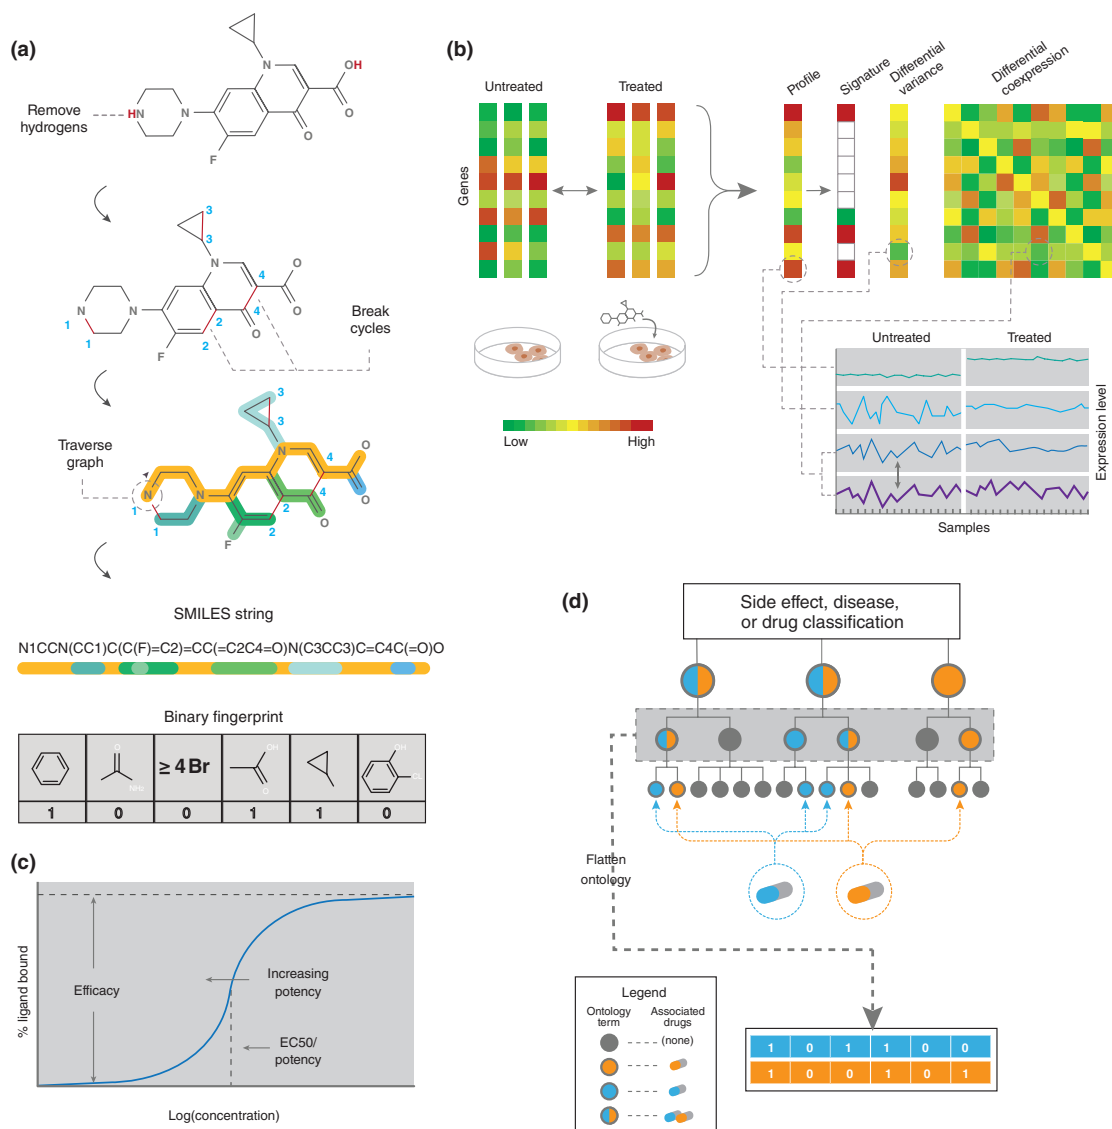 (a)
Remove
hydrogens
HN
N
N
OH
O
O
F
3
3
N
O
4
O
N
N
4
O
2
1
1
F
2
Break
cycles
Traverse
graph
3
3
N
O
4
N
N
4
O
1
2
O
1
F
2
SMILES string
N1CCN(CC1)C(C(F)=C2)=CC(=C2C4=O)N(C3CC3)C=C4C(=O)O
Binary fingerprint
O
NH₂
≥ 4 Br
OH
O
OH
CL
1 0 0 1 1 0
(b)
Untreated
Treated
Profile
Signature
Differential
variance
Differential
coexpression
Genes
Low
High
Untreated
Treated
Expression level
Samples
(c)
% ligand bound
Efficacy
Increasing
potency
EC50/
potency
Log(concentration)
(d)
Side effect, disease,
or drug classification
Flatten
ontology
Legend
Ontology
term
Associated
drugs
(none)
1 0 1 1 0 0
1 0 0 1 0 1